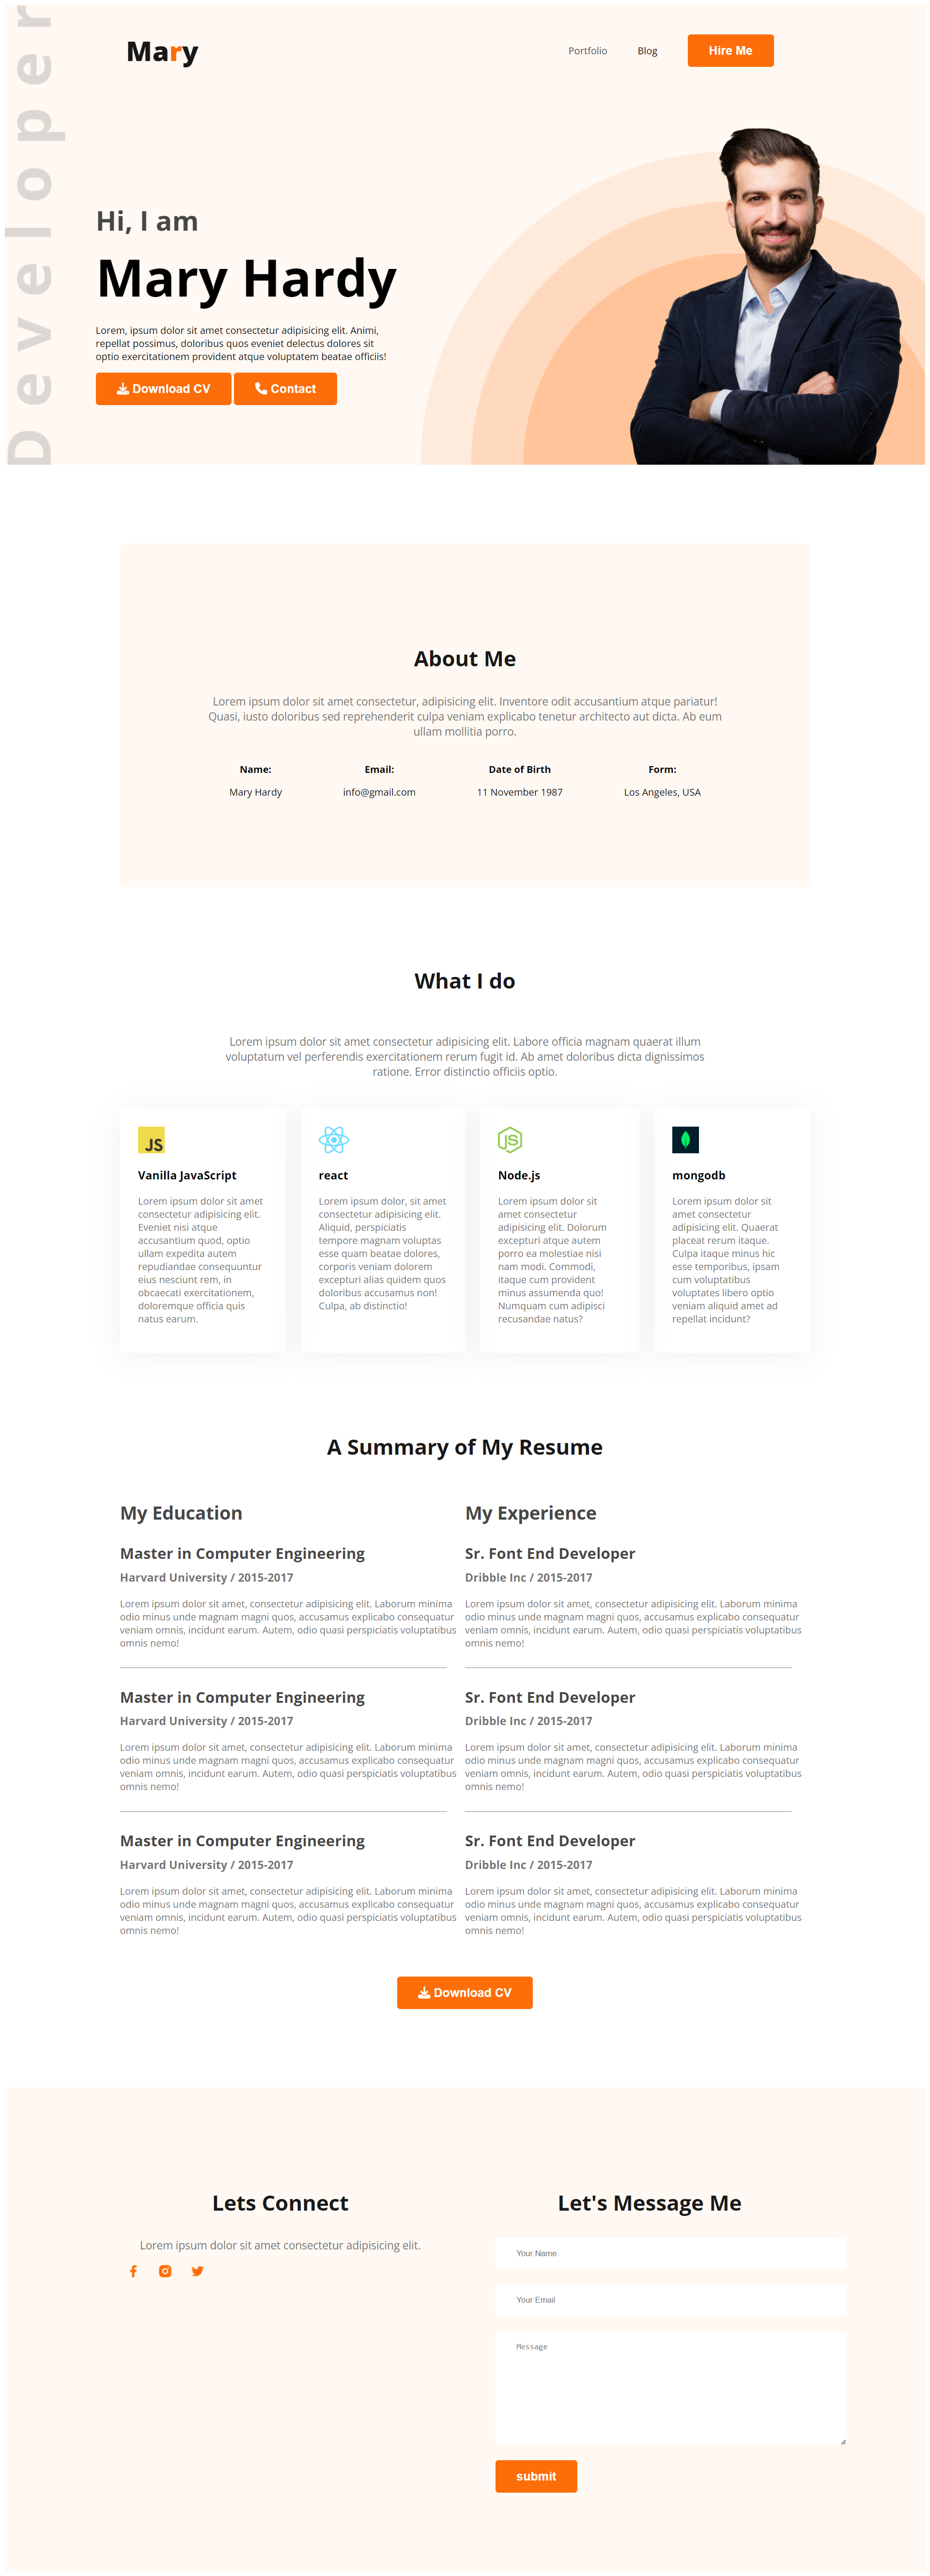 Developer
Mary
Portfolio
Blog
Hire Me
Hi, I am
Mary Hardy
Lorem, ipsum dolor sit amet consectetur adipisicing elit. Animi,
repellat possimus, doloribus quos eveniet delectus dolores sit
optio exercitationem provident atque voluptatem beatae officiis!
Download CV
Contact
About Me
Lorem ipsum dolor sit amet consectetur, adipisicing elit. Inventore odit accusantium atque pariatur!
Quasi, iusto doloribus sed reprehenderit culpa veniam explicabo tenetur architecto aut dicta. Ab eum
ullam mollitia porro.
Name:
Mary Hardy
Email:
info@gmail.com
Date of Birth
11 November 1987
Form:
Los Angeles, USA
What I do
Lorem ipsum dolor sit amet consectetur adipisicing elit. Labore officia magnam quaerat illum
voluptatum vel perferendis exercitationem rerum fugit id. Ab amet doloribus dicta dignissimos
ratione. Error distinctio officiis optio.
JS
Vanilla JavaScript
Lorem ipsum dolor sit amet
consectetur adipisicing elit.
Eveniet nisi atque
accusantium quod, optio
ullam expedita autem
repudiandae consequuntur
eius nesciunt rem, in
obcaecati exercitationem,
doloremque officia quis
natus earum.
react
Lorem ipsum dolor, sit amet
consectetur adipisicing elit.
Aliquid, perspiciatis
tempore magnam voluptas
esse quam beatae dolores,
corporis veniam dolorem
excepturi alias quidem quos
doloribus accusamus non!
Culpa, ab distinctio!
JS
Node.js
Lorem ipsum dolor sit
amet consectetur
adipisicing elit. Dolorum
excepturi atque autem
porro ea molestiae nisi
nam modi. Commodi,
itaque cum provident
minus assumenda quo!
Numquam cum adipisci
recusandae natus?
mongodb
Lorem ipsum dolor sit
amet consectetur
adipisicing elit. Quaerat
placeat rerum itaque.
Culpa itaque minus hic
esse temporibus, ipsam
cum voluptatibus
voluptates libero optio
veniam aliquid amet ad
repellat incidunt?
A Summary of My Resume
My Education
Master in Computer Engineering
Harvard University / 2015-2017
Lorem ipsum dolor sit amet, consectetur adipisicing elit. Laborum minima
odio minus unde magnam magni quos, accusamus explicabo consequatur
veniam omnis, incidunt earum. Autem, odio quasi perspiciatis voluptatibus
omnis nemo!
Master in Computer Engineering
Harvard University / 2015-2017
Lorem ipsum dolor sit amet, consectetur adipisicing elit. Laborum minima
odio minus unde magnam magni quos, accusamus explicabo consequatur
veniam omnis, incidunt earum. Autem, odio quasi perspiciatis voluptatibus
omnis nemo!
Master in Computer Engineering
Harvard University / 2015-2017
Lorem ipsum dolor sit amet, consectetur adipisicing elit. Laborum minima
odio minus unde magnam magni quos, accusamus explicabo consequatur
veniam omnis, incidunt earum. Autem, odio quasi perspiciatis voluptatibus
omnis nemo!
My Experience
Sr. Font End Developer
Dribble Inc / 2015-2017
Lorem ipsum dolor sit amet, consectetur adipisicing elit. Laborum minima
odio minus unde magnam magni quos, accusamus explicabo consequatur
veniam omnis, incidunt earum. Autem, odio quasi perspiciatis voluptatibus
omnis nemo!
Sr. Font End Developer
Dribble Inc / 2015-2017
Lorem ipsum dolor sit amet, consectetur adipisicing elit. Laborum minima
odio minus unde magnam magni quos, accusamus explicabo consequatur
veniam omnis, incidunt earum. Autem, odio quasi perspiciatis voluptatibus
omnis nemo!
Sr. Font End Developer
Dribble Inc / 2015-2017
Lorem ipsum dolor sit amet, consectetur adipisicing elit. Laborum minima
odio minus unde magnam magni quos, accusamus explicabo consequatur
veniam omnis, incidunt earum. Autem, odio quasi perspiciatis voluptatibus
omnis nemo!
Download CV
Lets Connect
Lorem ipsum dolor sit amet consectetur adipisicing elit.
Let's Message Me
Your Name
Your Email
Message
submit